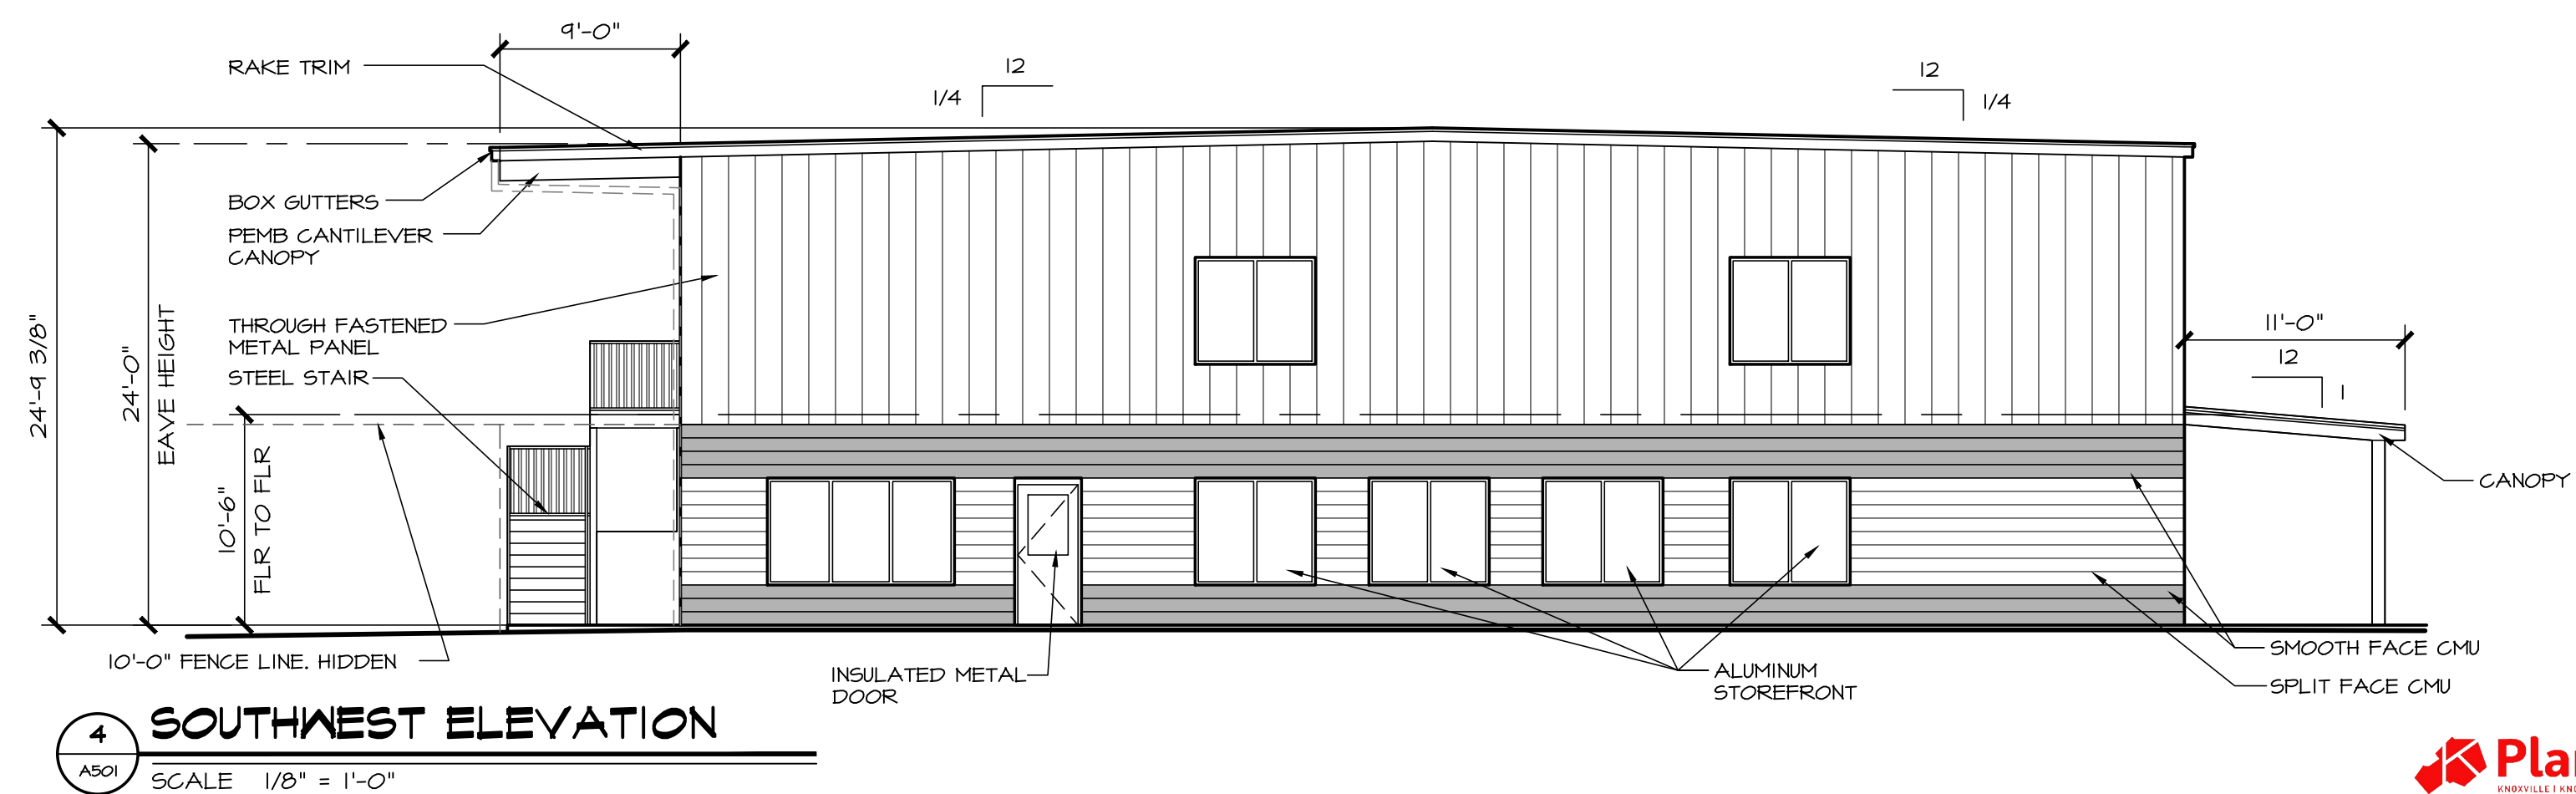 9'-0"
RAKE TRIM
12
1/4
12
1/4
BOX GUTTERS
PEMB CANTILEVER
CANOPY
24'-9 3/8"
24'-0"
EAVE HEIGHT
THROUGH FASTENED
METAL PANEL
STEEL STAIR
11'-0"
12
1
10'-6"
FLR TO FLR
CANOPY
10'-0" FENCE LINE. HIDDEN
INSULATED METAL
DOOR
ALUMINUM
STOREFRONT
SMOOTH FACE CMU
SPLIT FACE CMU
4
A501
SOUTHWEST ELEVATION
SCALE 1/8" = 1'-0"
Pla
KNOXVILLE I KN